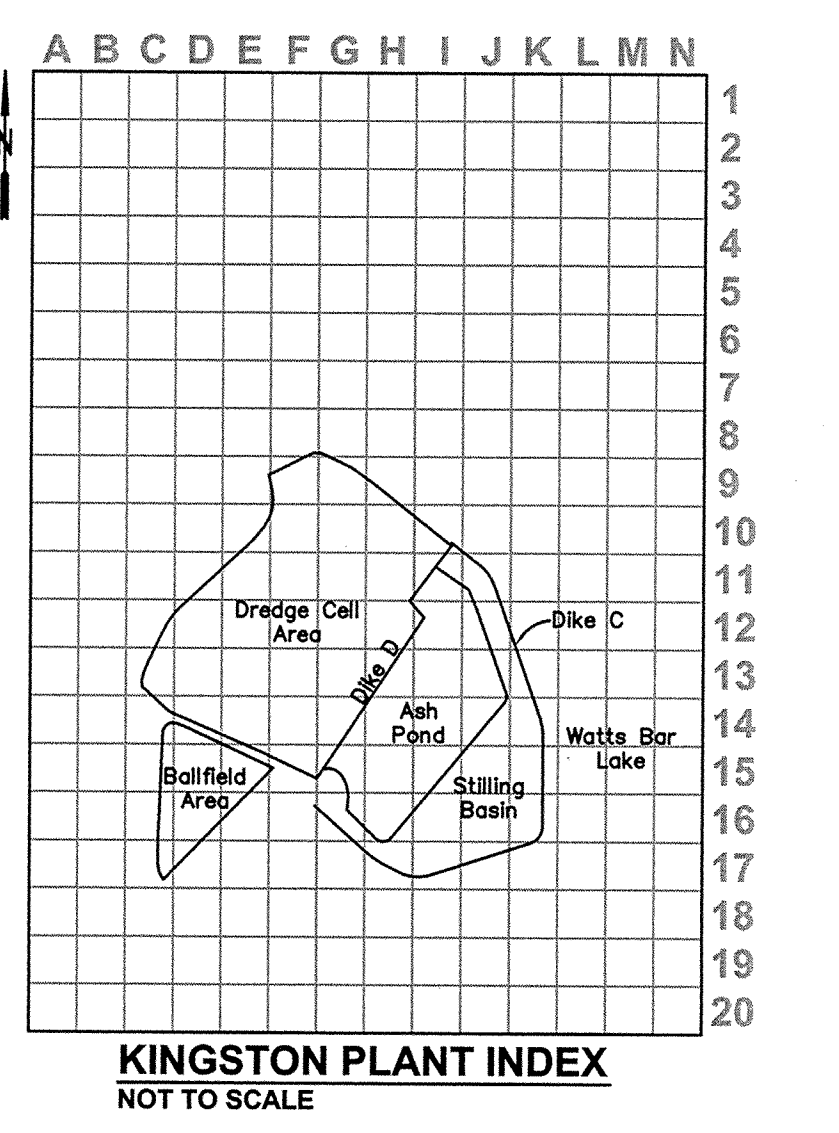 A B C D E F G H I J K L M N
N
1
2
3
4
5
6
7
8
9
10
11
12
13
14
15
16
17
18
19
20
Dredge Cell
Area
Dike C
Dike D
Ash
Pond
Watts Bar
Lake
Ballfield
Area
Stilling
Basin
KINGSTON PLANT INDEX
NOT TO SCALE